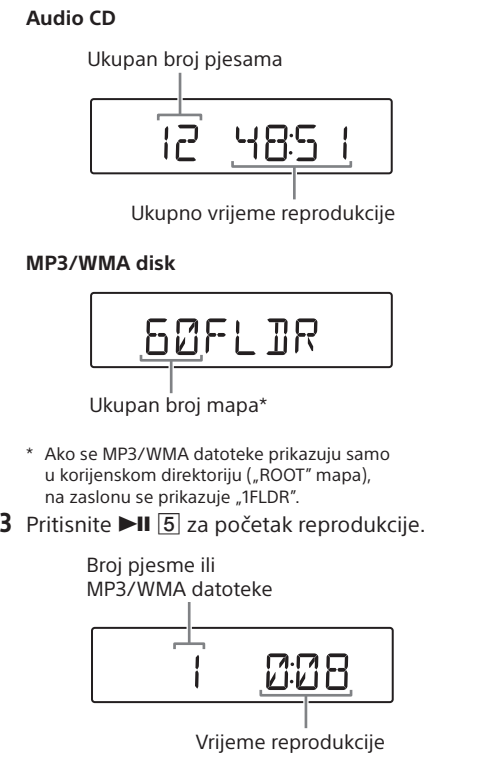 Audio CD
Ukupan broj pjesama
12 48:51
Ukupno vrijeme reprodukcije
MP3/WMA disk
60FLDR
Ukupan broj mapa*
* Ako se MP3/WMA datoteke prikazuju samo
u korijenskom direktoriju („ROOT” mapa),
na zaslonu se prikazuje „1FLDR”.
3 Pritisnite ►II 5 za početak reprodukcije.
Broj pjesme ili
MP3/WMA datoteke
1 0:08
Vrijeme reprodukcije